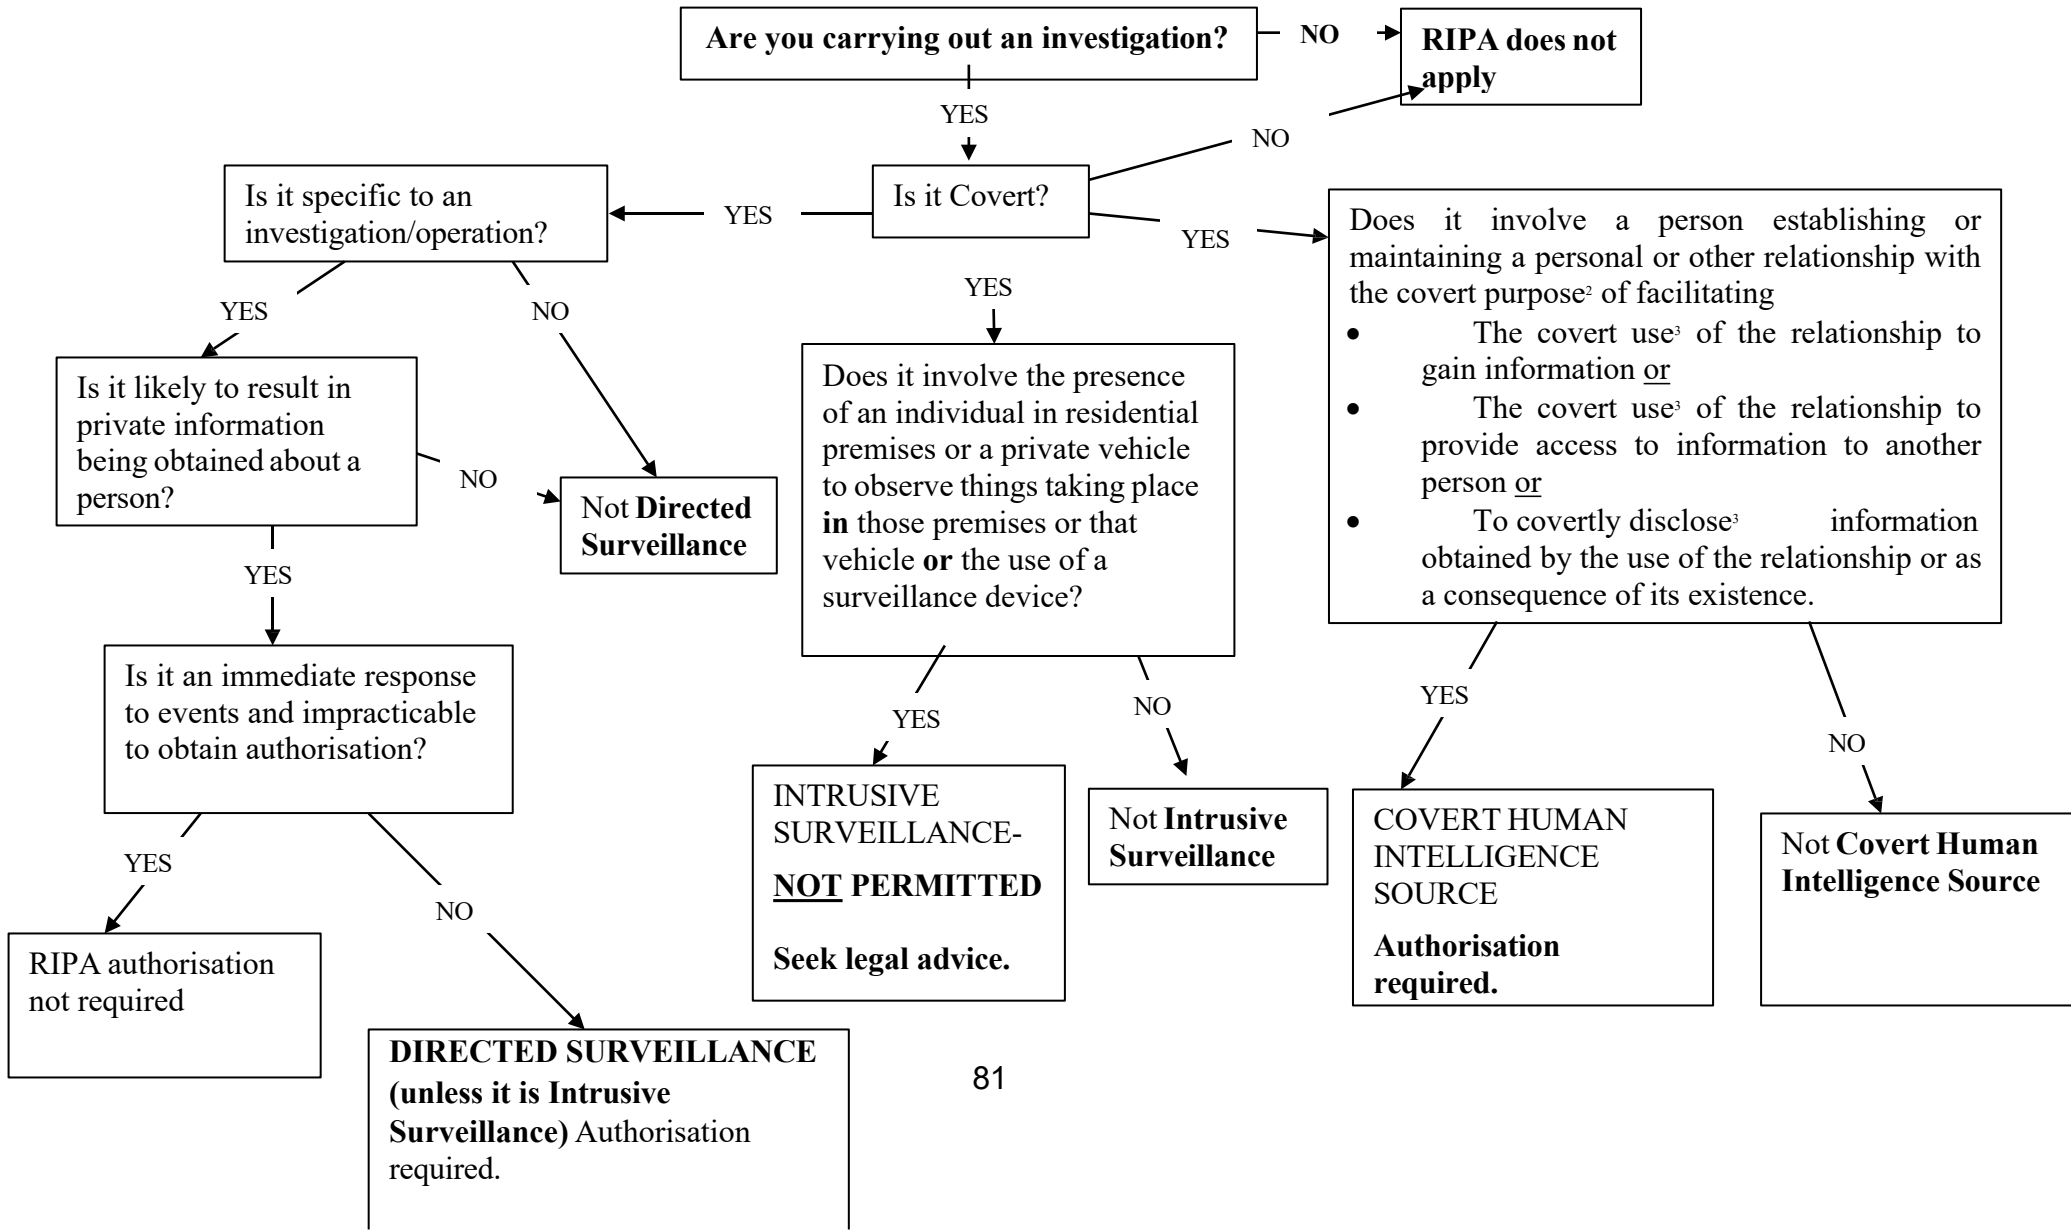 Are you carrying out an investigation?
NO
RIPA does not
apply
YES
NO
Is it specific to an
investigation/operation?
YES
Is it Covert?
YES
Does it involve a person establishing or
maintaining a personal or other relationship with
the covert purpose² of facilitating
• The covert use³ of the relationship to
gain information or
• The covert use³ of the relationship to
provide access to information to another
person or
• To covertly disclose³ information
obtained by the use of the relationship or as
a consequence of its existence.
YES
NO
YES
Is it likely to result in
private information
being obtained about a
person?
NO
Not Directed
Surveillance
Does it involve the presence
of an individual in residential
premises or a private vehicle
to observe things taking place
in those premises or that
vehicle or the use of a
surveillance device?
YES
Is it an immediate response
to events and impracticable
to obtain authorisation?
YES
NO
YES
NO
INTRUSIVE
SURVEILLANCE-
NOT PERMITTED
Seek legal advice.
Not Intrusive
Surveillance
COVERT HUMAN
INTELLIGENCE
SOURCE
Authorisation
required.
Not Covert Human
Intelligence Source
YES
NO
RIPA authorisation
not required
DIRECTED SURVEILLANCE
(unless it is Intrusive
Surveillance) Authorisation
required.
81